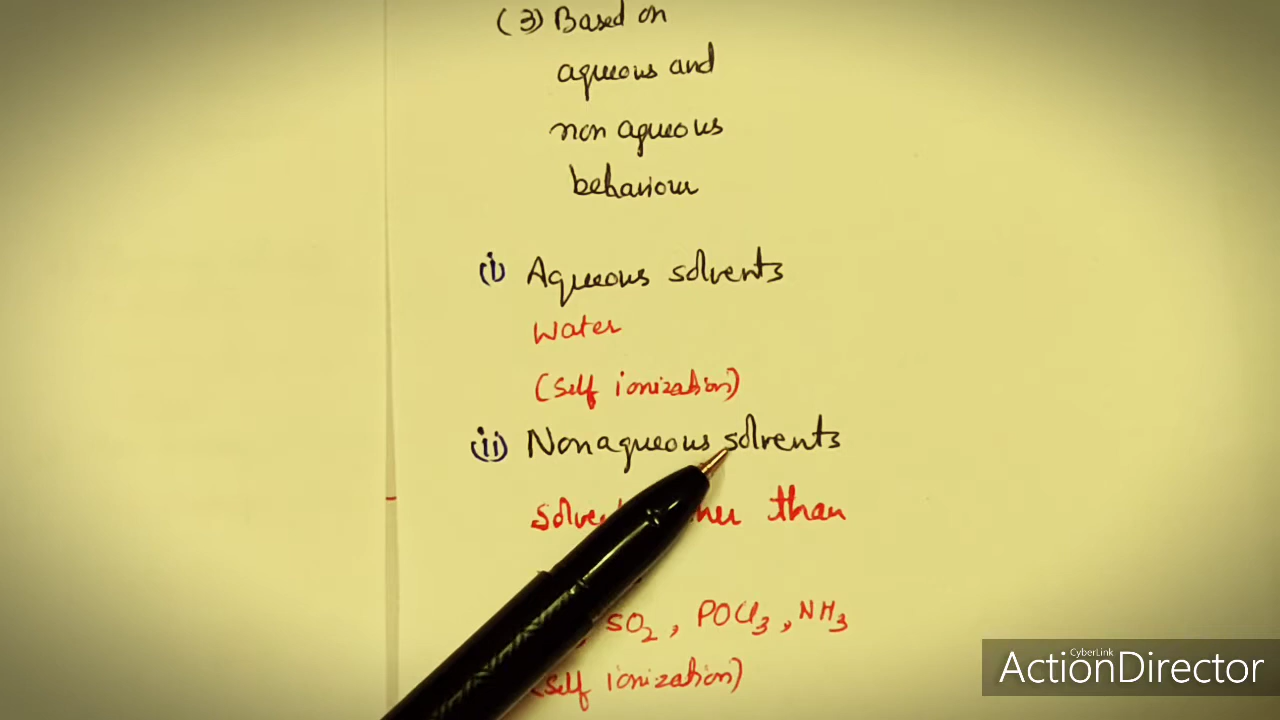 (3) Based on
aqueous and
non aqueous
behaviour
(i) Aqueous solvents
Water
(self ionization)
(ii) Nonaqueous solvents
than
SO₂, POCl₃, NH₃
(self ionization)
CyberLink
ActionDirector